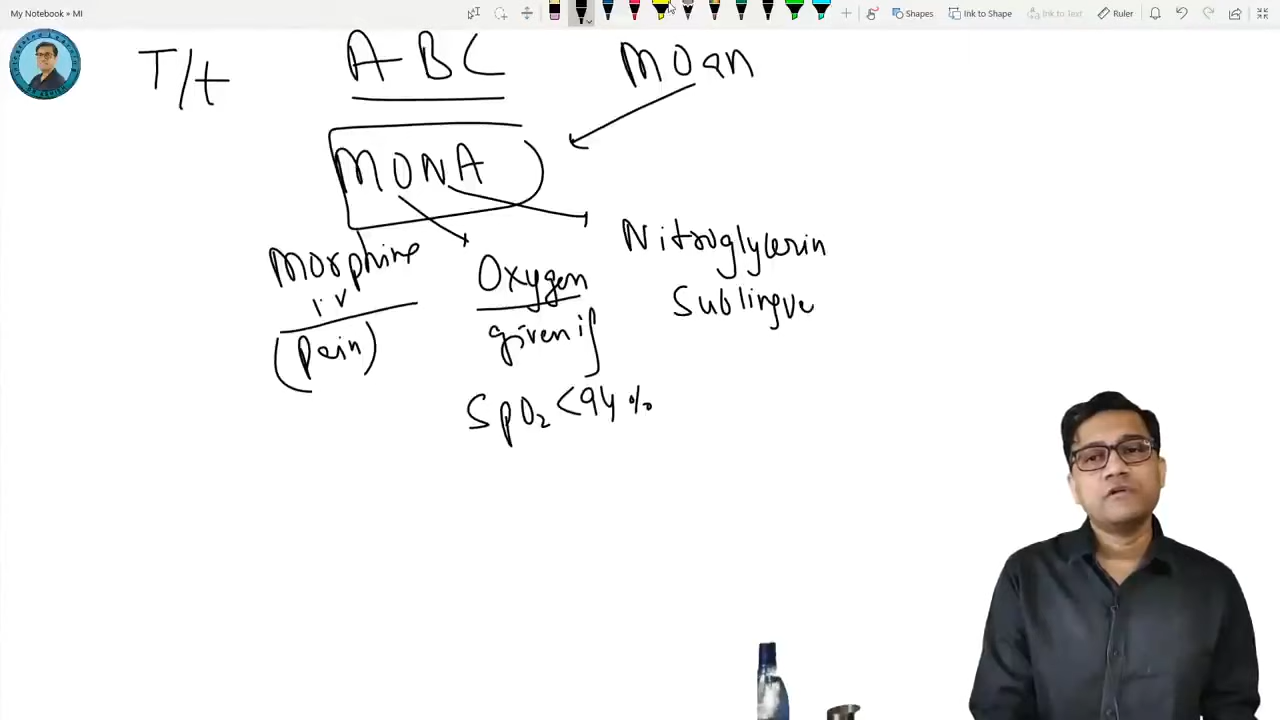 My Notebook » MI
Shapes
Ink to Shape
Ink to Text
Ruler
T/t
ABC
MOan
MONA
Morphine
i.v
(Pain)
Oxygen
given if
SpO₂ <94%
Nitroglycerin
Sublingu